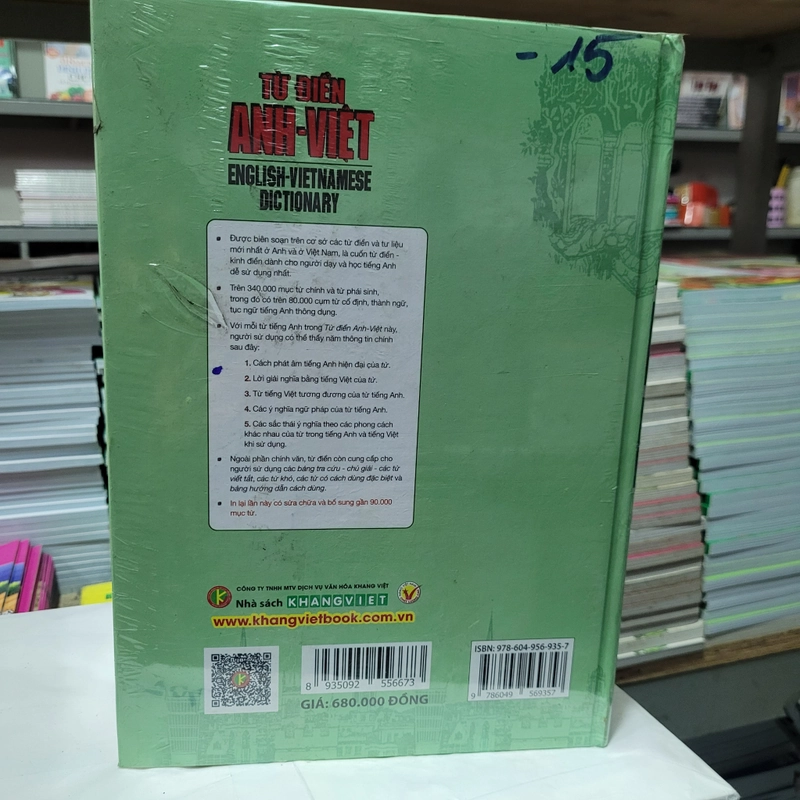 -15
TỪ ĐIỂN
ANH-VIỆT
ENGLISH-VIETNAMESE
DICTIONARY
Được biên soạn trên cơ sở các từ điển và tư liệu
mới nhất ở Anh và ở Việt Nam, là cuốn từ điển -
kinh điển dành cho người dạy và học tiếng Anh
dễ sử dụng nhất.
Trên 340.000 mục từ chính và từ phái sinh,
trong đó có trên 80.000 cụm từ cố định, thành ngữ,
tục ngữ tiếng Anh thông dụng.
Với mỗi từ tiếng Anh trong Từ điển Anh-Việt này,
người sử dụng có thể thấy năm thông tin chính
sau đây:
1. Cách phát âm tiếng Anh hiện đại của từ.
2. Lời giải nghĩa bằng tiếng Việt của từ.
3. Từ tiếng Việt tương đương của từ tiếng Anh.
4. Các ý nghĩa ngữ pháp của từ tiếng Anh.
5. Các sắc thái ý nghĩa theo các phong cách
khác nhau của từ trong tiếng Anh và tiếng Việt
khi sử dụng.
Ngoài phần chính văn, từ điển còn cung cấp cho
người sử dụng các bảng tra cứu - chú giải - các từ
viết tắt, các từ khó, các từ có cách dùng đặc biệt và
bảng hướng dẫn cách dùng.
In lại lần này có sửa chữa và bổ sung gần 90.000
mục từ.
CÔNG TY TNHH MTV DỊCH VỤ VĂN HÓA KHANG VIỆT
Nhà sách KHANGVIET
www.khangvietbook.com.vn
8 935092 556673
GIÁ: 680.000 ĐỒNG
ISBN: 978-604-956-935-7
9 786049 569357